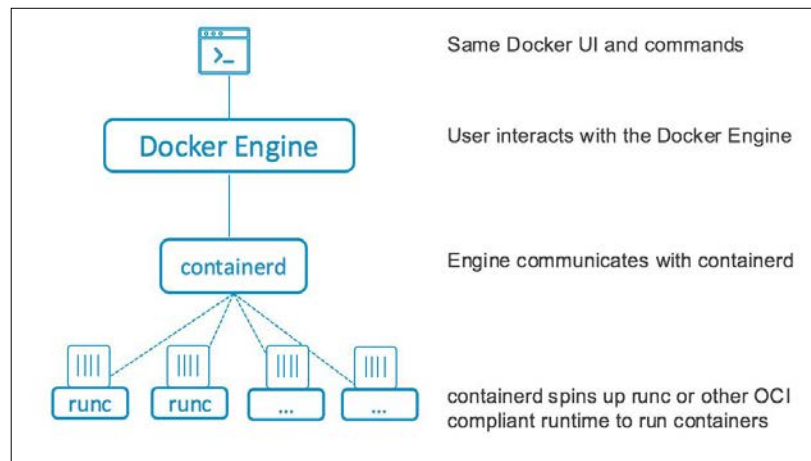 >_
Same Docker UI and commands
Docker Engine
User interacts with the Docker Engine
containerd
Engine communicates with containerd
runc
runc
...
...
containerd spins up runc or other OCI
compliant runtime to run containers